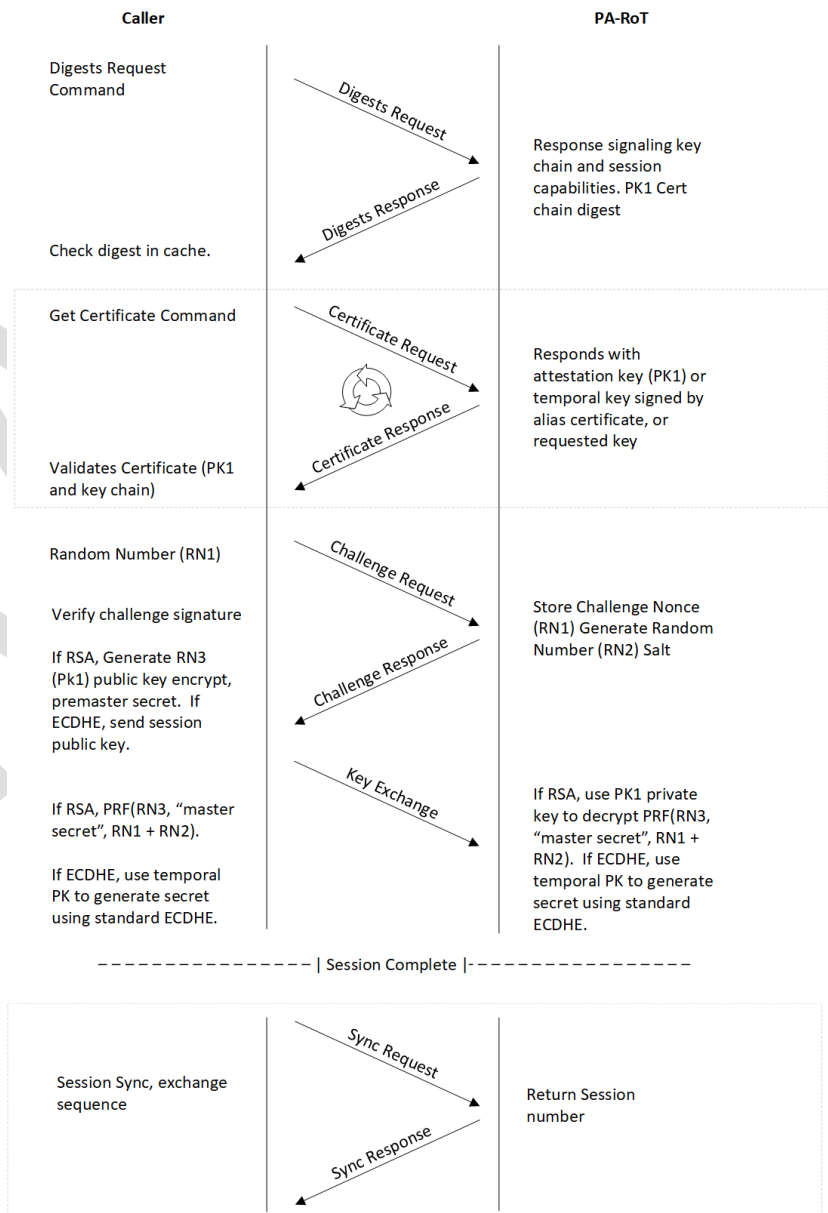 Caller
PA-RoT
Digests Request
Command
Digests Request
Response signaling key
chain and session
capabilities. PK1 Cert
chain digest
Digests Response
Check digest in cache.
Get Certificate Command
Certificate Request
Responds with
attestation key (PK1) or
temporal key signed by
alias certificate, or
requested key
Certificate Response
Validates Certificate (PK1
and key chain)
Random Number (RN1)
Challenge Request
Store Challenge Nonce
(RN1) Generate Random
Number (RN2) Salt
Verify challenge signature
Challenge Response
If RSA, Generate RN3
(Pk1) public key encrypt,
premaster secret.  If
ECDHE, send session
public key.
Key Exchange
If RSA, PRF(RN3, “master
secret”, RN1 + RN2).
If ECDHE, use temporal
PK to generate secret
using standard ECDHE.
If RSA, use PK1 private
key to decrypt PRF(RN3,
“master secret”, RN1 +
RN2).  If ECDHE, use
temporal PK to generate
secret using standard
ECDHE.
| Session Complete |
Sync Request
Session Sync, exchange
sequence
Return Session
number
Sync Response